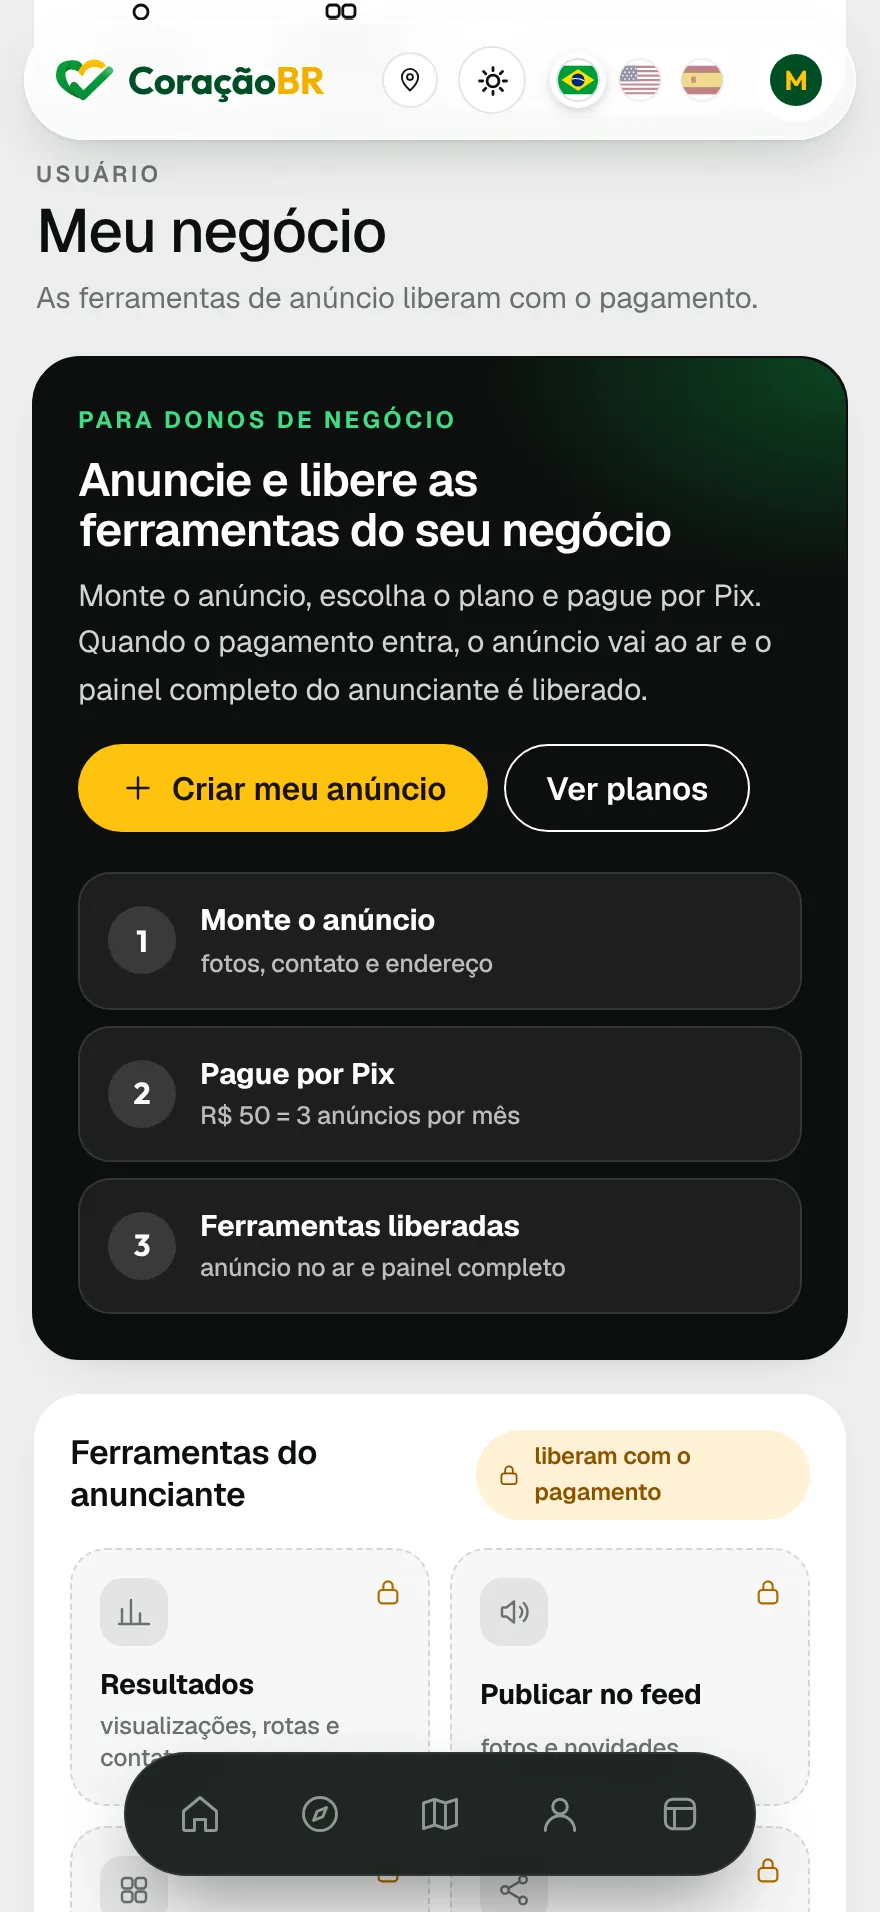 CoraçãoBR
M
USUÁRIO
Meu negócio
As ferramentas de anúncio liberam com o pagamento.
PARA DONOS DE NEGÓCIO
Anuncie e libere as
ferramentas do seu negócio
Monte o anúncio, escolha o plano e pague por Pix.
Quando o pagamento entra, o anúncio vai ao ar e o
painel completo do anunciante é liberado.
Criar meu anúncio
Ver planos
1
Monte o anúncio
fotos, contato e endereço
2
Pague por Pix
R$ 50 = 3 anúncios por mês
3
Ferramentas liberadas
anúncio no ar e painel completo
Ferramentas do
anunciante
liberam com o
pagamento
Resultados
visualizações, rotas e
Publicar no feed
fotos e novidades